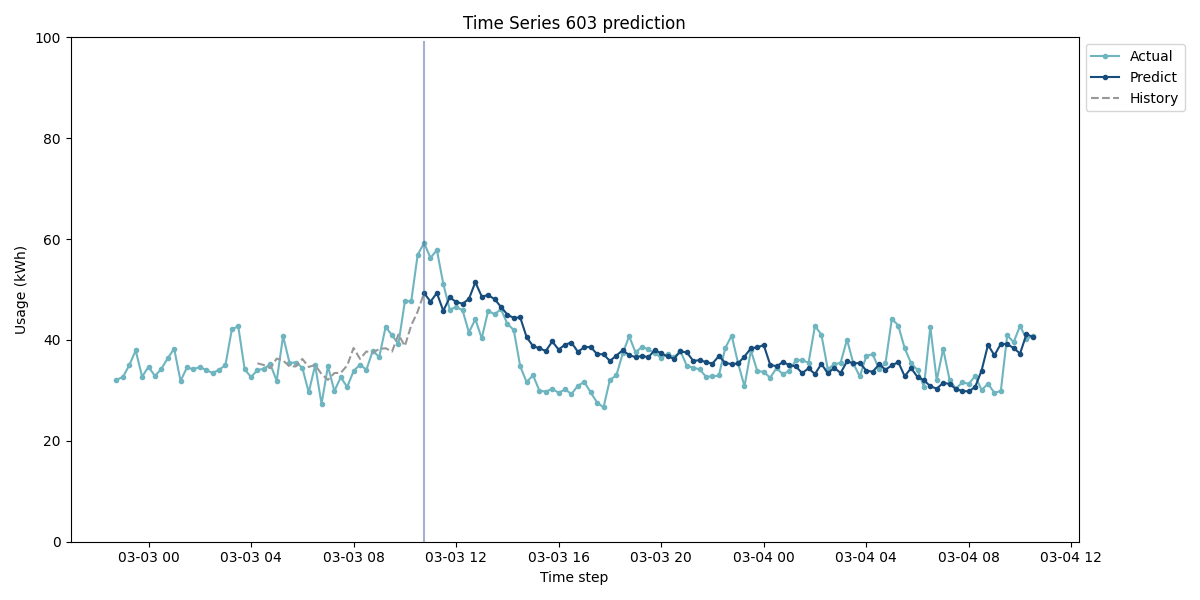 Time Series 603 prediction
Usage (kWh)
100
80
60
40
20
0
03-03 00
03-03 04
03-03 08
03-03 12
03-03 16
03-03 20
03-04 00
03-04 04
03-04 08
03-04 12
Time step
Actual
Predict
History